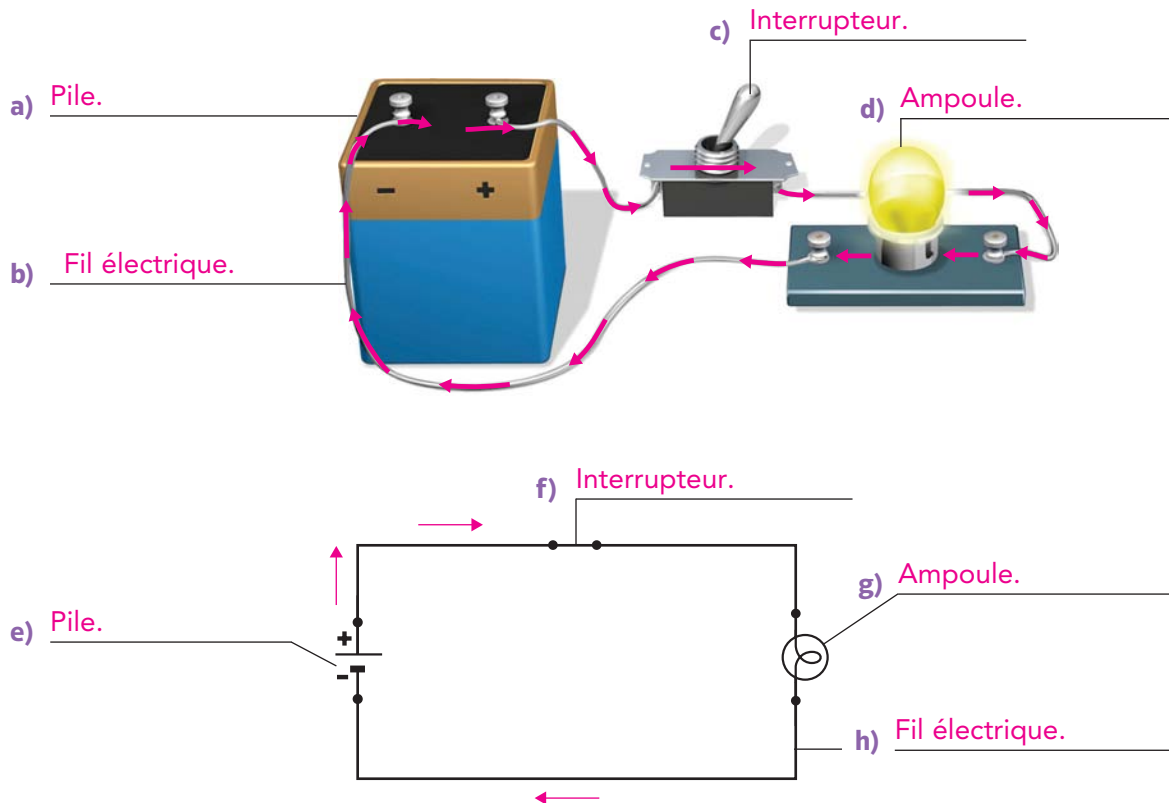 c) Interrupteur.
a) Pile.
d) Ampoule.
- +
b) Fil électrique.
f) Interrupteur.
g) Ampoule.
e) Pile.
+
-
h) Fil électrique.